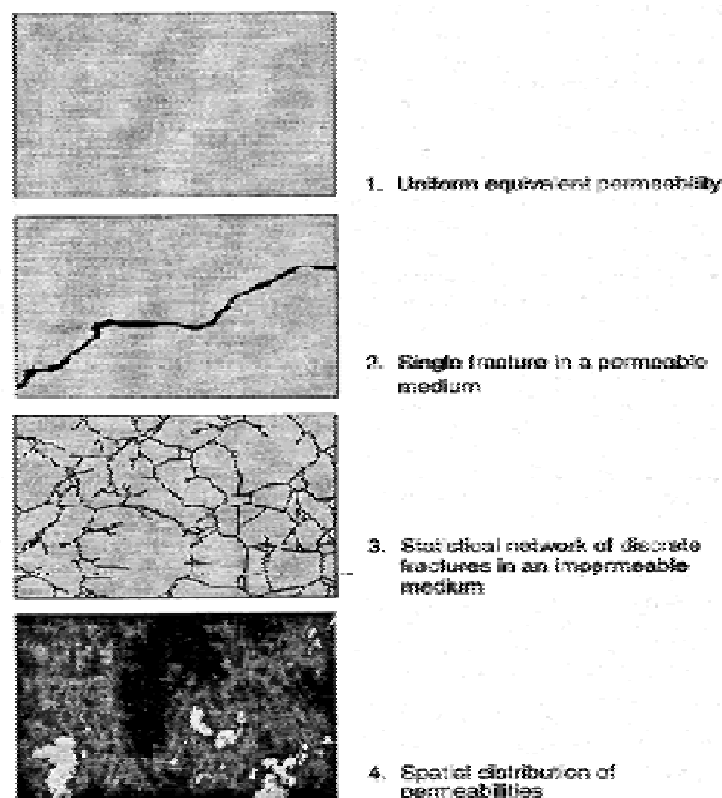 1. Uniform equivalent permeability
2. Single fracture in a permeable
medium
3. Statistical network of discrete
fractures in an impermeable
medium
4. Spatial distribution of
permeabilities